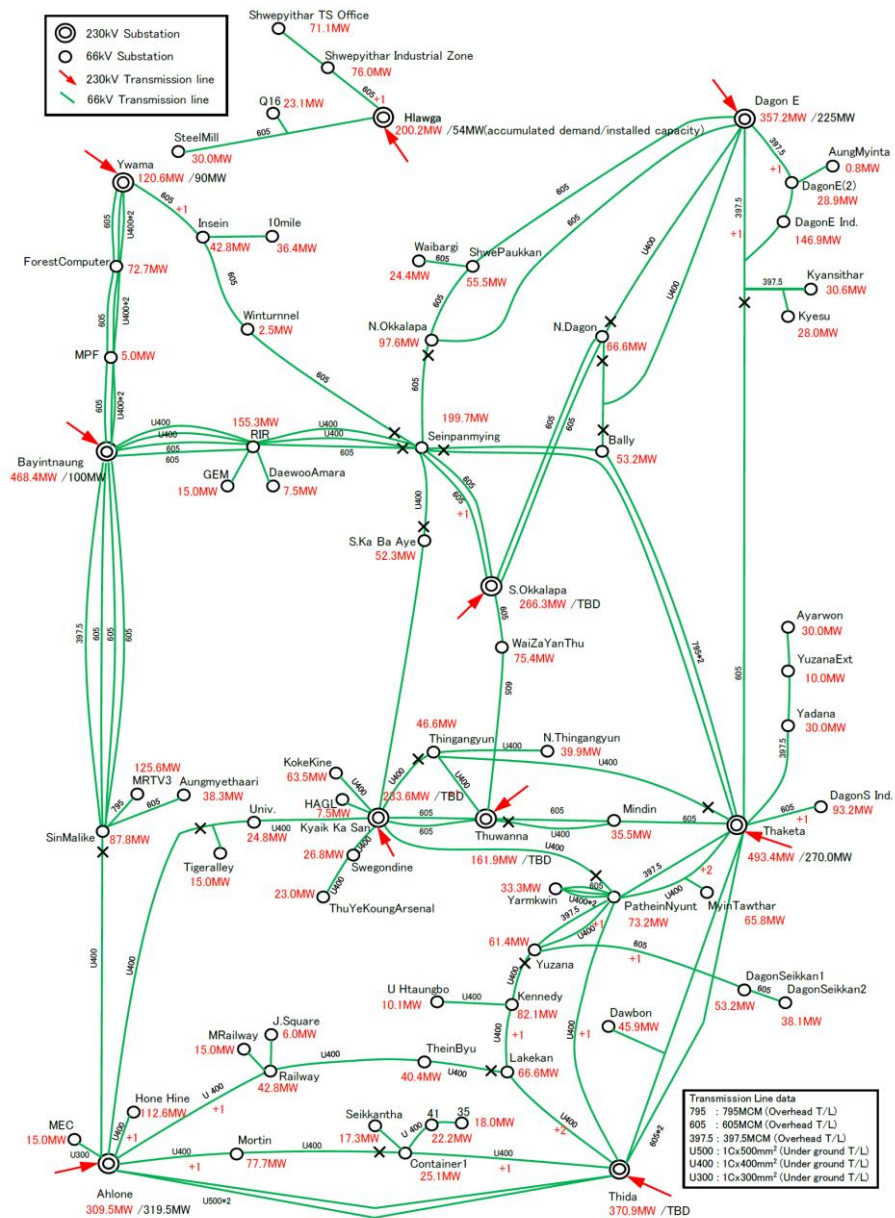 230kV Substation
66kV Substation
230kV Transmission line
66kV Transmission line
Shwepyithar TS Office
71.1MW
Shwepyithar Industrial Zone
76.0MW
605
+1
Q16
23.1MW
Hlawga
200.2MW /54MW(accumulated demand/installed capacity)
605
SteelMill
30.0MW
Dagon E
357.2MW /225MW
397.5
+1
AungMyinta
0.8MW
DagonE(2)
28.9MW
DagonE Ind.
146.9MW
397.5
+1
397.5
Kyansithar
30.6MW
Kyesu
28.0MW
Ywama
120.6MW /90MW
605
+1
605
U400*2
Insein
42.8MW
10mile
36.4MW
605
ForestComputer
72.7MW
605
U400*2
Winturnnel
2.5MW
605
MPF
5.0MW
605
U400*2
605
605
Waibargi
605
24.4MW
ShwePaukkan
55.5MW
605
N.Okkalapa
97.6MW
605
U400
U400
N.Dagon
66.6MW
Bayintnaung
468.4MW /100MW
U400
U400
605
605
155.3MW
RIR
GEM
15.0MW
DaewooAmara
7.5MW
U400
U400
605
199.7MW
Seinpanmying
Bally
53.2MW
605
605
+1
605
605
U400
S.Ka Ba Aye
52.3MW
S.Okkalapa
266.3MW /TBD
605
WaiZaYanThu
75.4MW
605
795*2
605
Ayarwon
30.0MW
YuzanaExt
10.0MW
Yadana
30.0MW
397.5
397.5
605
605
605
46.6MW
Thingangyun
U400
N.Thingangyun
39.9MW
U400
KokeKine
63.5MW
U400
U400
HAGL
7.5MW
283.6MW /TBD
Kyaik Ka San
605
605
Thuwanna
161.9MW /TBD
605
U400
Mindin
35.5MW
605
DagonS Ind.
605
93.2MW
+1
Thaketa
493.4MW /270.0MW
125.6MW
MRTV3
Aungmyethaari
38.3MW
795
605
SinMalike
87.8MW
Univ.
24.8MW
U400
Tigeralley
15.0MW
U400
26.8MW
Swegondine
U400
23.0MW
ThuYeKoungArsenal
U400
397.5
+2
U400
33.3MW
605
Yarmkwin
U400*2
PatheinNyunt
73.2MW
MyinTawthar
65.8MW
397.5
U400*
+1
61.4MW
Yuzana
605
+1
DagonSeikkan1
53.2MW
605
DagonSeikkan2
38.1MW
U400
U400
U400
U Htaungbo
10.1MW
U400
Kennedy
82.1MW
U400
+1
+1
Dawbon
45.9MW
J.Square
6.0MW
MRailway
15.0MW
Railway
42.8MW
U400
TheinByu
40.4MW
U400
Lakekan
66.6MW
U 400
+1
U400
+2
605*2
Hone Hine
112.6MW
MEC
15.0MW
U400
+1
U300
Seikkantha
17.3MW
41
35
18.0MW
U 400
22.2MW
U400
+1
Mortin
77.7MW
U400
Container1
25.1MW
U400
+1
Ahlone
309.5MW /319.5MW
U500*2
Thida
370.9MW /TBD
Transmission Line data
795 : 795MCM (Overhead T/L)
605 : 605MCM (Overhead T/L)
397.5 : 397.5MCM (Overhead T/L)
U500 : 1Cx500mm² (Under ground T/L)
U400 : 1Cx400mm² (Under ground T/L)
U300 : 1Cx300mm² (Under ground T/L)